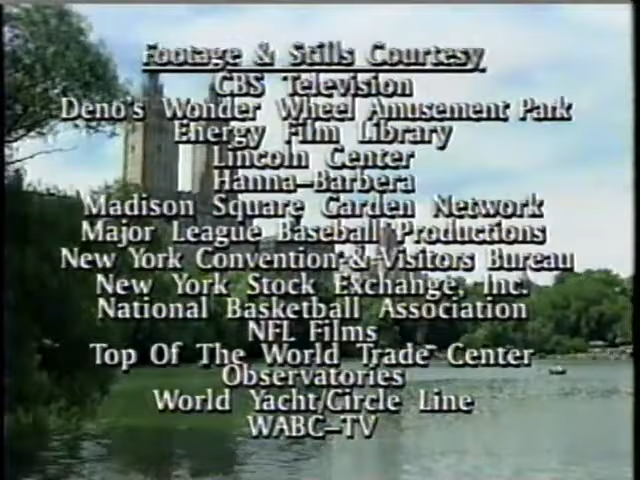 Footage & Stills Courtesy
CBS Television
Deno's Wonder Wheel Amusement Park
Energy Film Library
Lincoln Center
Hanna-Barbera
Madison Square Garden Network
Major League Baseball Productions
New York Convention & Visitors Bureau
New York Stock Exchange, Inc.
National Basketball Association
NFL Films
Top Of The World Trade Center
Observatories
World Yacht/Circle Line
WABC-TV